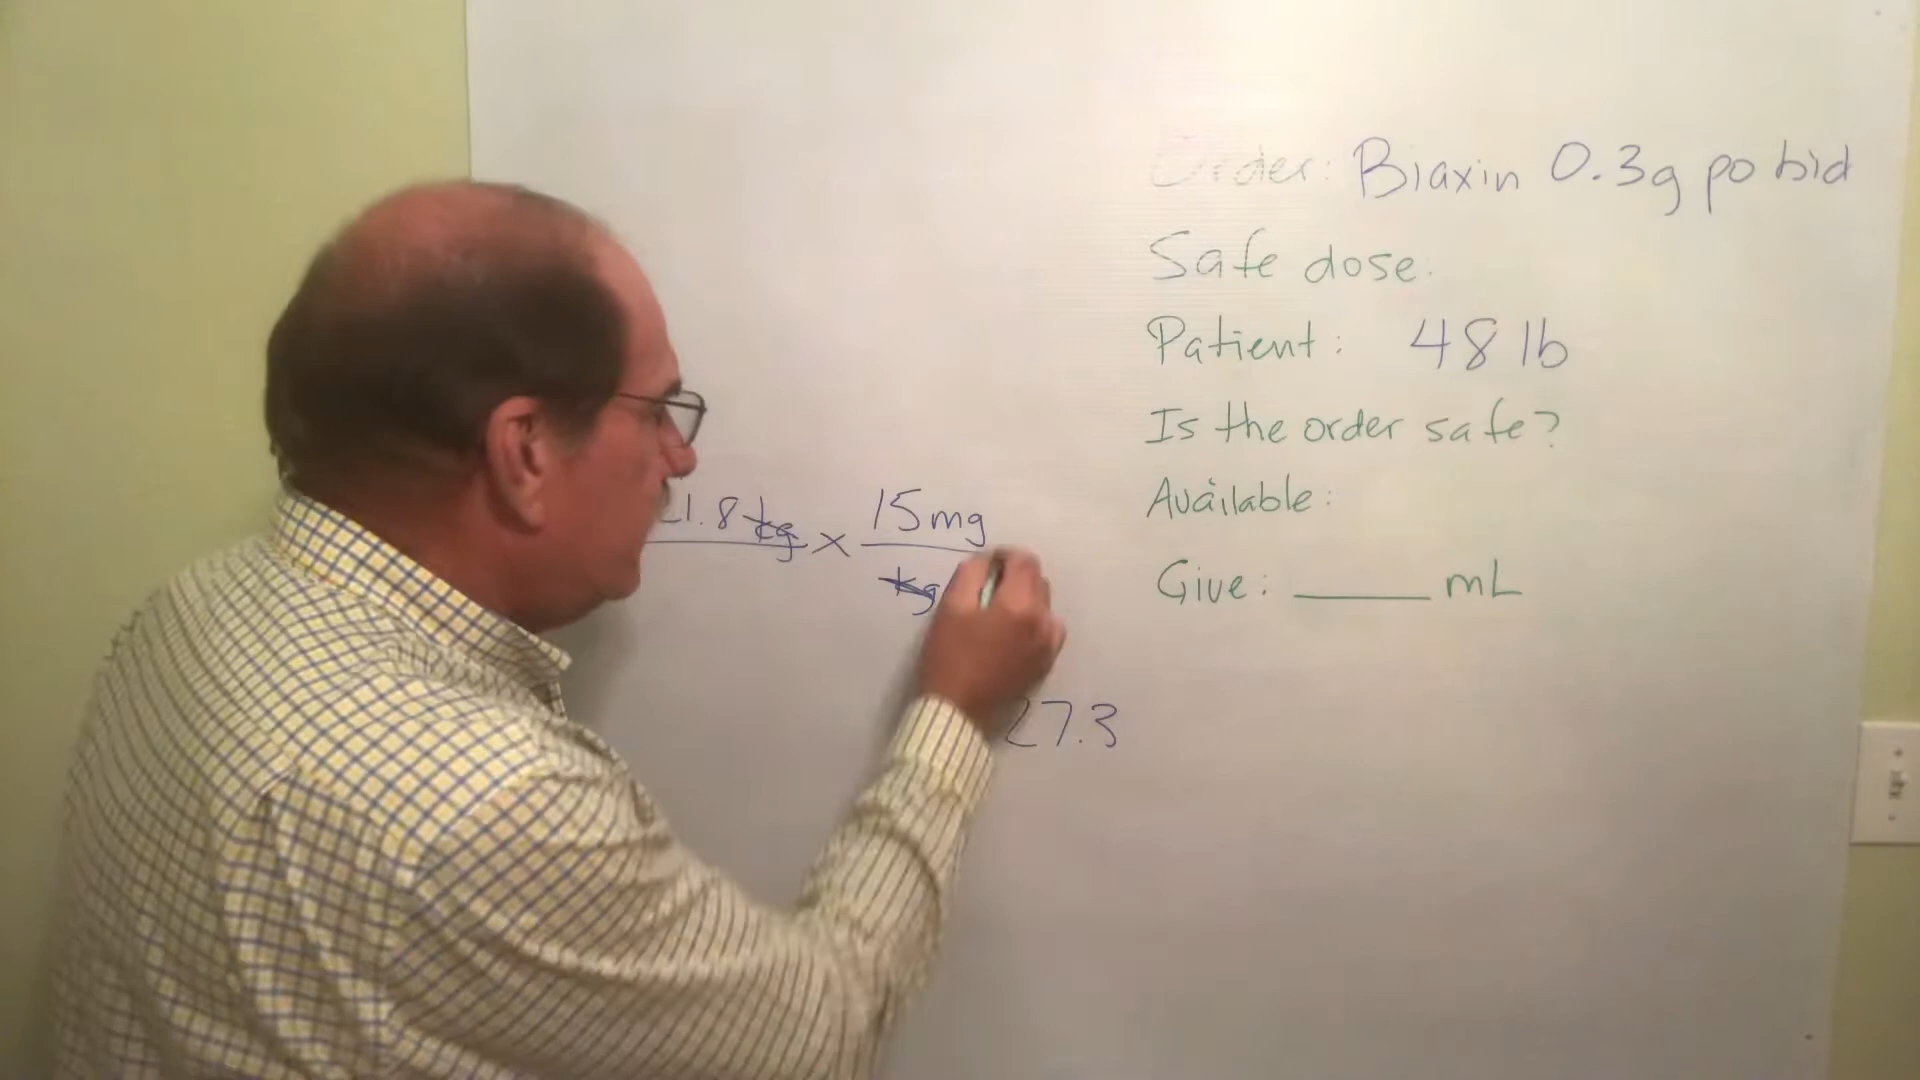 Order: Biaxin 0.3g po bid
Safe dose:
Patient: 48 lb
Is the order safe?
Available:
Give: ____ mL
1.8 kg × 15mg
kg
27.3